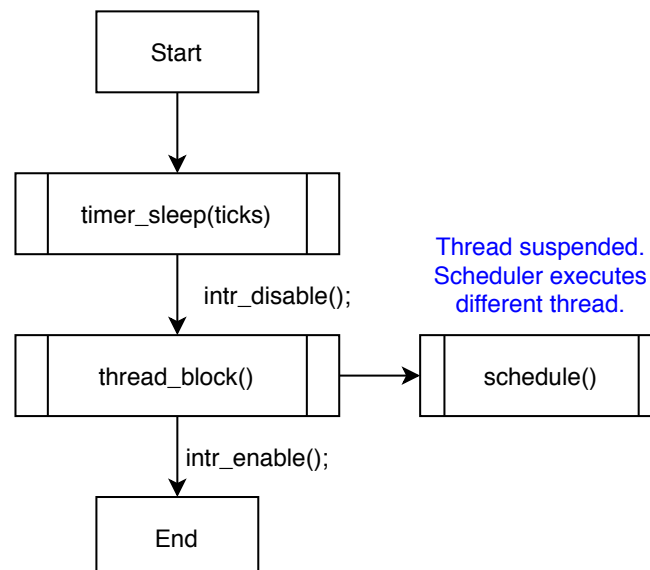 Start
timer_sleep(ticks)
intr_disable();
Thread suspended.
Scheduler executes
different thread.
thread_block()
schedule()
intr_enable();
End